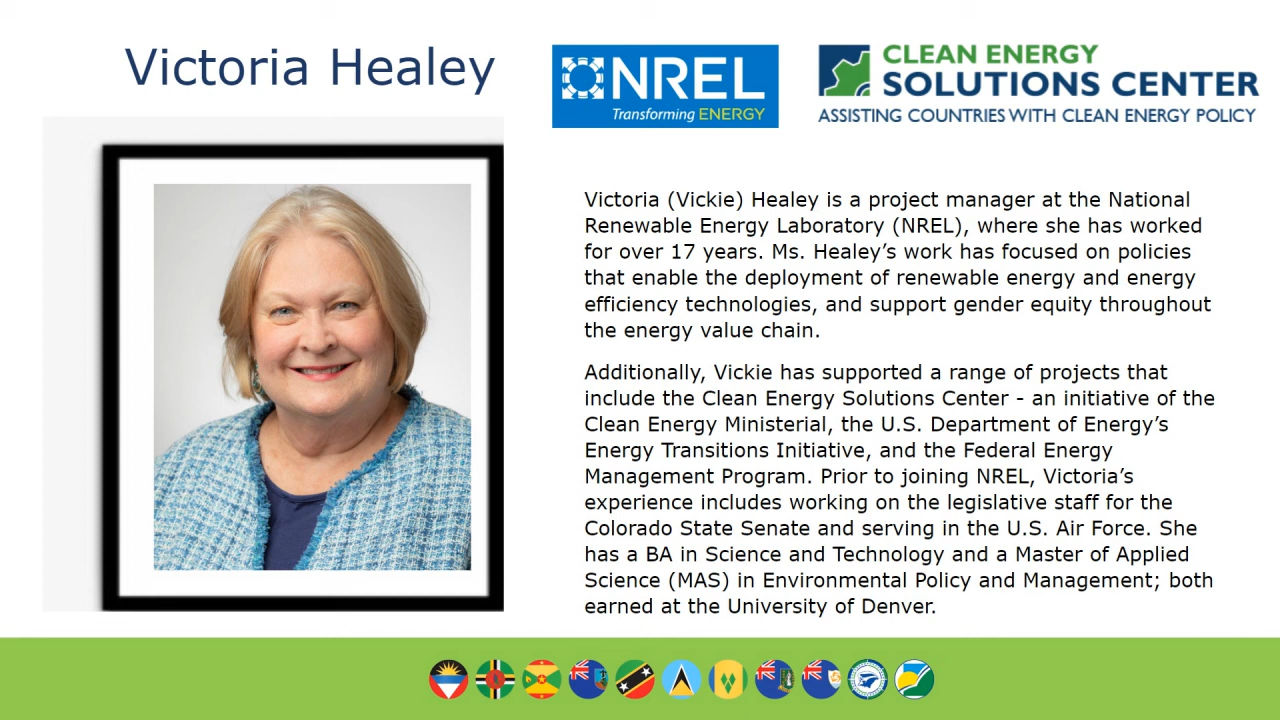 Victoria Healey
NREL
Transforming ENERGY
CLEAN ENERGY
SOLUTIONS CENTER
ASSISTING COUNTRIES WITH CLEAN ENERGY POLICY
Victoria (Vickie) Healey is a project manager at the National
Renewable Energy Laboratory (NREL), where she has worked
for over 17 years. Ms. Healey’s work has focused on policies
that enable the deployment of renewable energy and energy
efficiency technologies, and support gender equity throughout
the energy value chain.
Additionally, Vickie has supported a range of projects that
include the Clean Energy Solutions Center - an initiative of the
Clean Energy Ministerial, the U.S. Department of Energy’s
Energy Transitions Initiative, and the Federal Energy
Management Program. Prior to joining NREL, Victoria’s
experience includes working on the legislative staff for the
Colorado State Senate and serving in the U.S. Air Force. She
has a BA in Science and Technology and a Master of Applied
Science (MAS) in Environmental Policy and Management; both
earned at the University of Denver.